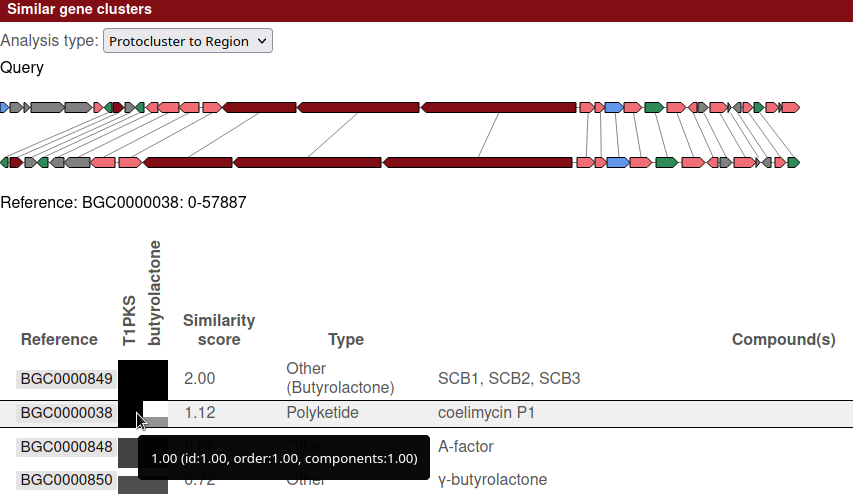 Similar gene clusters
Analysis type: Protocluster to Region
Query
Reference: BGC0000038: 0-57887
Reference
T1PKS
butyrolactone
Similarity
score
Type
Compound(s)
BGC0000849
2.00
Other
(Butyrolactone)
SCB1, SCB2, SCB3
BGC0000038
1.12
Polyketide
coelimycin P1
BGC0000848
A-factor
1.00 (id:1.00, order:1.00, components:1.00)
BGC0000850
0.72
Other
γ-butyrolactone